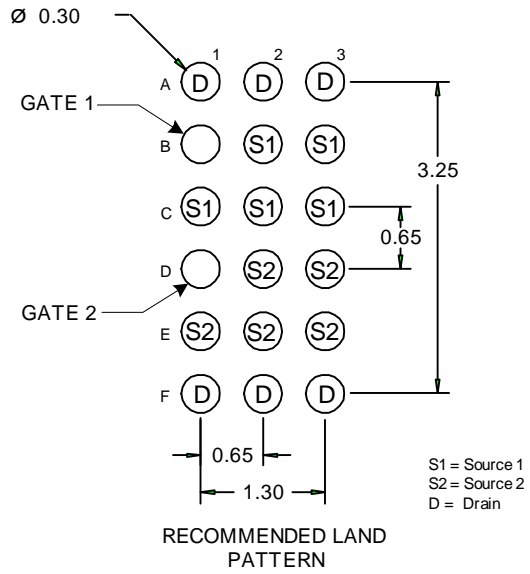 Ø 0.30
1 2 3
A D D D
GATE 1
B S1 S1
3.25
C S1 S1 S1
0.65
D S2 S2
GATE 2
E S2 S2 S2
F D D D
0.65
1.30
S1 = Source 1
S2 = Source 2
D = Drain
RECOMMENDED LAND
PATTERN